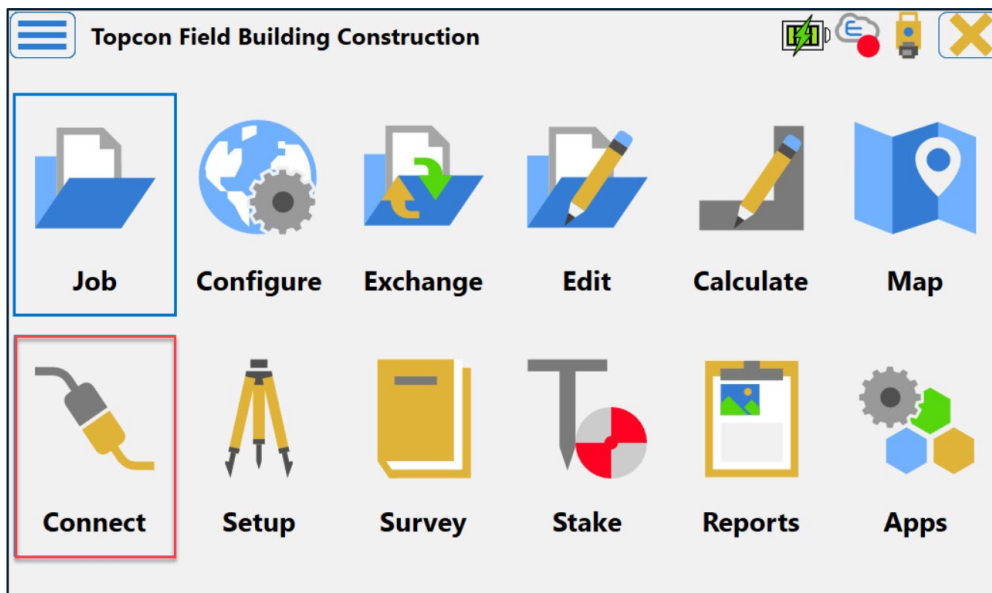 Topcon Field Building Construction
Job Configure Exchange Edit Calculate Map
Connect Setup Survey Stake Reports Apps